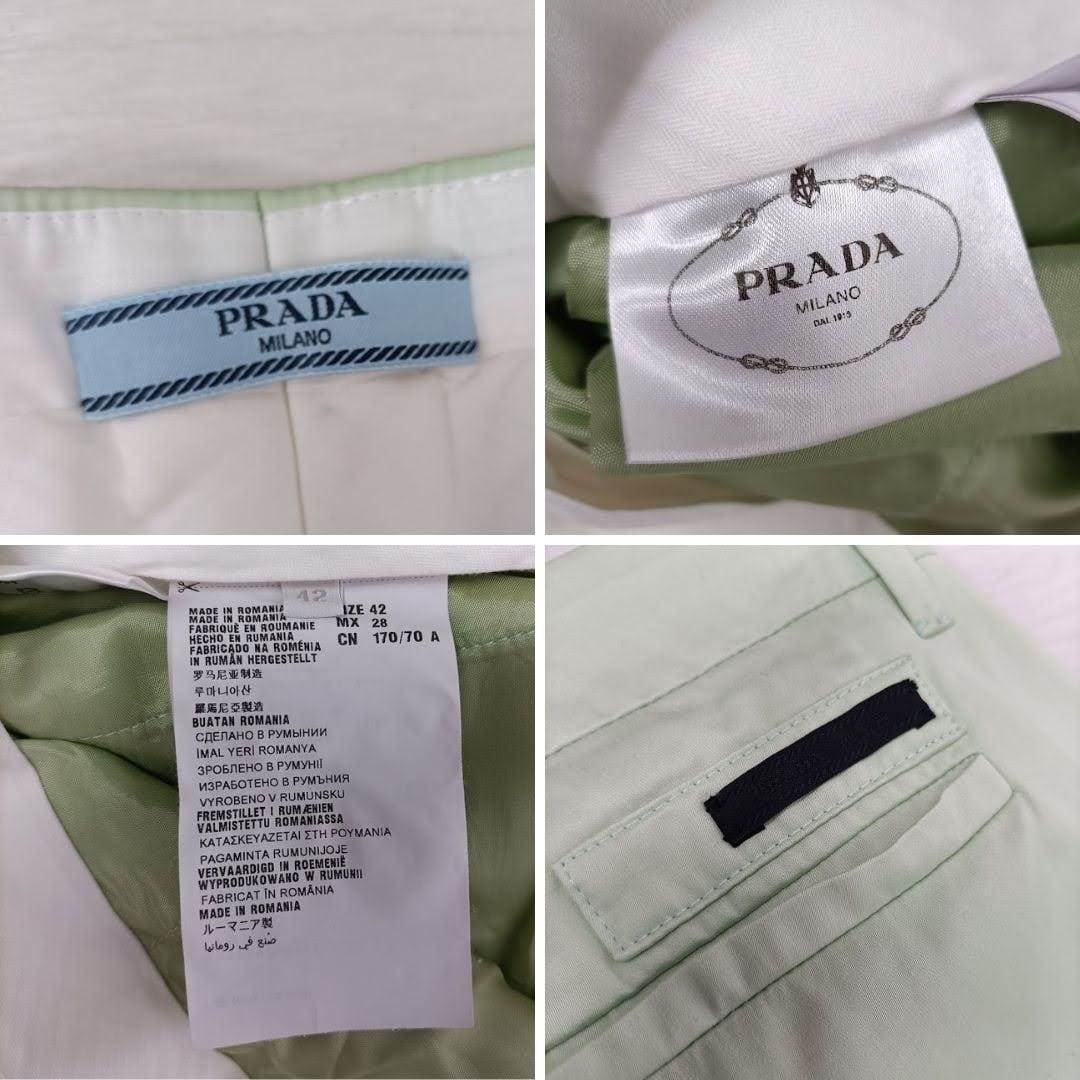 PRADA
MILANO
PRADA
MILANO
DAL 1913
42
MADE IN ROMANIA
MADE IN ROMANIA
FABRIQUÉ EN ROUMANIE
HECHO EN RUMANIA
FABRICADO NA ROMÉNIA
IN RUMÄN HERGESTELLT
罗马尼亚制造
루마니아산
羅馬尼亞製造
BUATAN ROMANIA
СДЕЛАНО В РУМЫНИИ
İMAL YERİ ROMANYA
ЗРОБЛЕНО В РУМУНІЇ
ИЗРАБОТЕНО В РУМЪНИЯ
VYROBENO V RUMUNSKU
FREMSTILLET I RUMÆNIEN
VALMISTETTU ROMANIASSA
ΚΑΤΑΣΚΕΥΑΖΕΤΑΙ ΣΤΗ ΡΟΥΜΑΝΙΑ
PAGAMINTA RUMUNIJOJE
VERVAARDIGD IN ROEMENIË
WYPRODUKOWANO W RUMUNII
FABRICAT ÎN ROMÂNIA
MADE IN ROMANIA
ルーマニア製
صنع في رومانيا
42
MX 28
CN 170/70 A